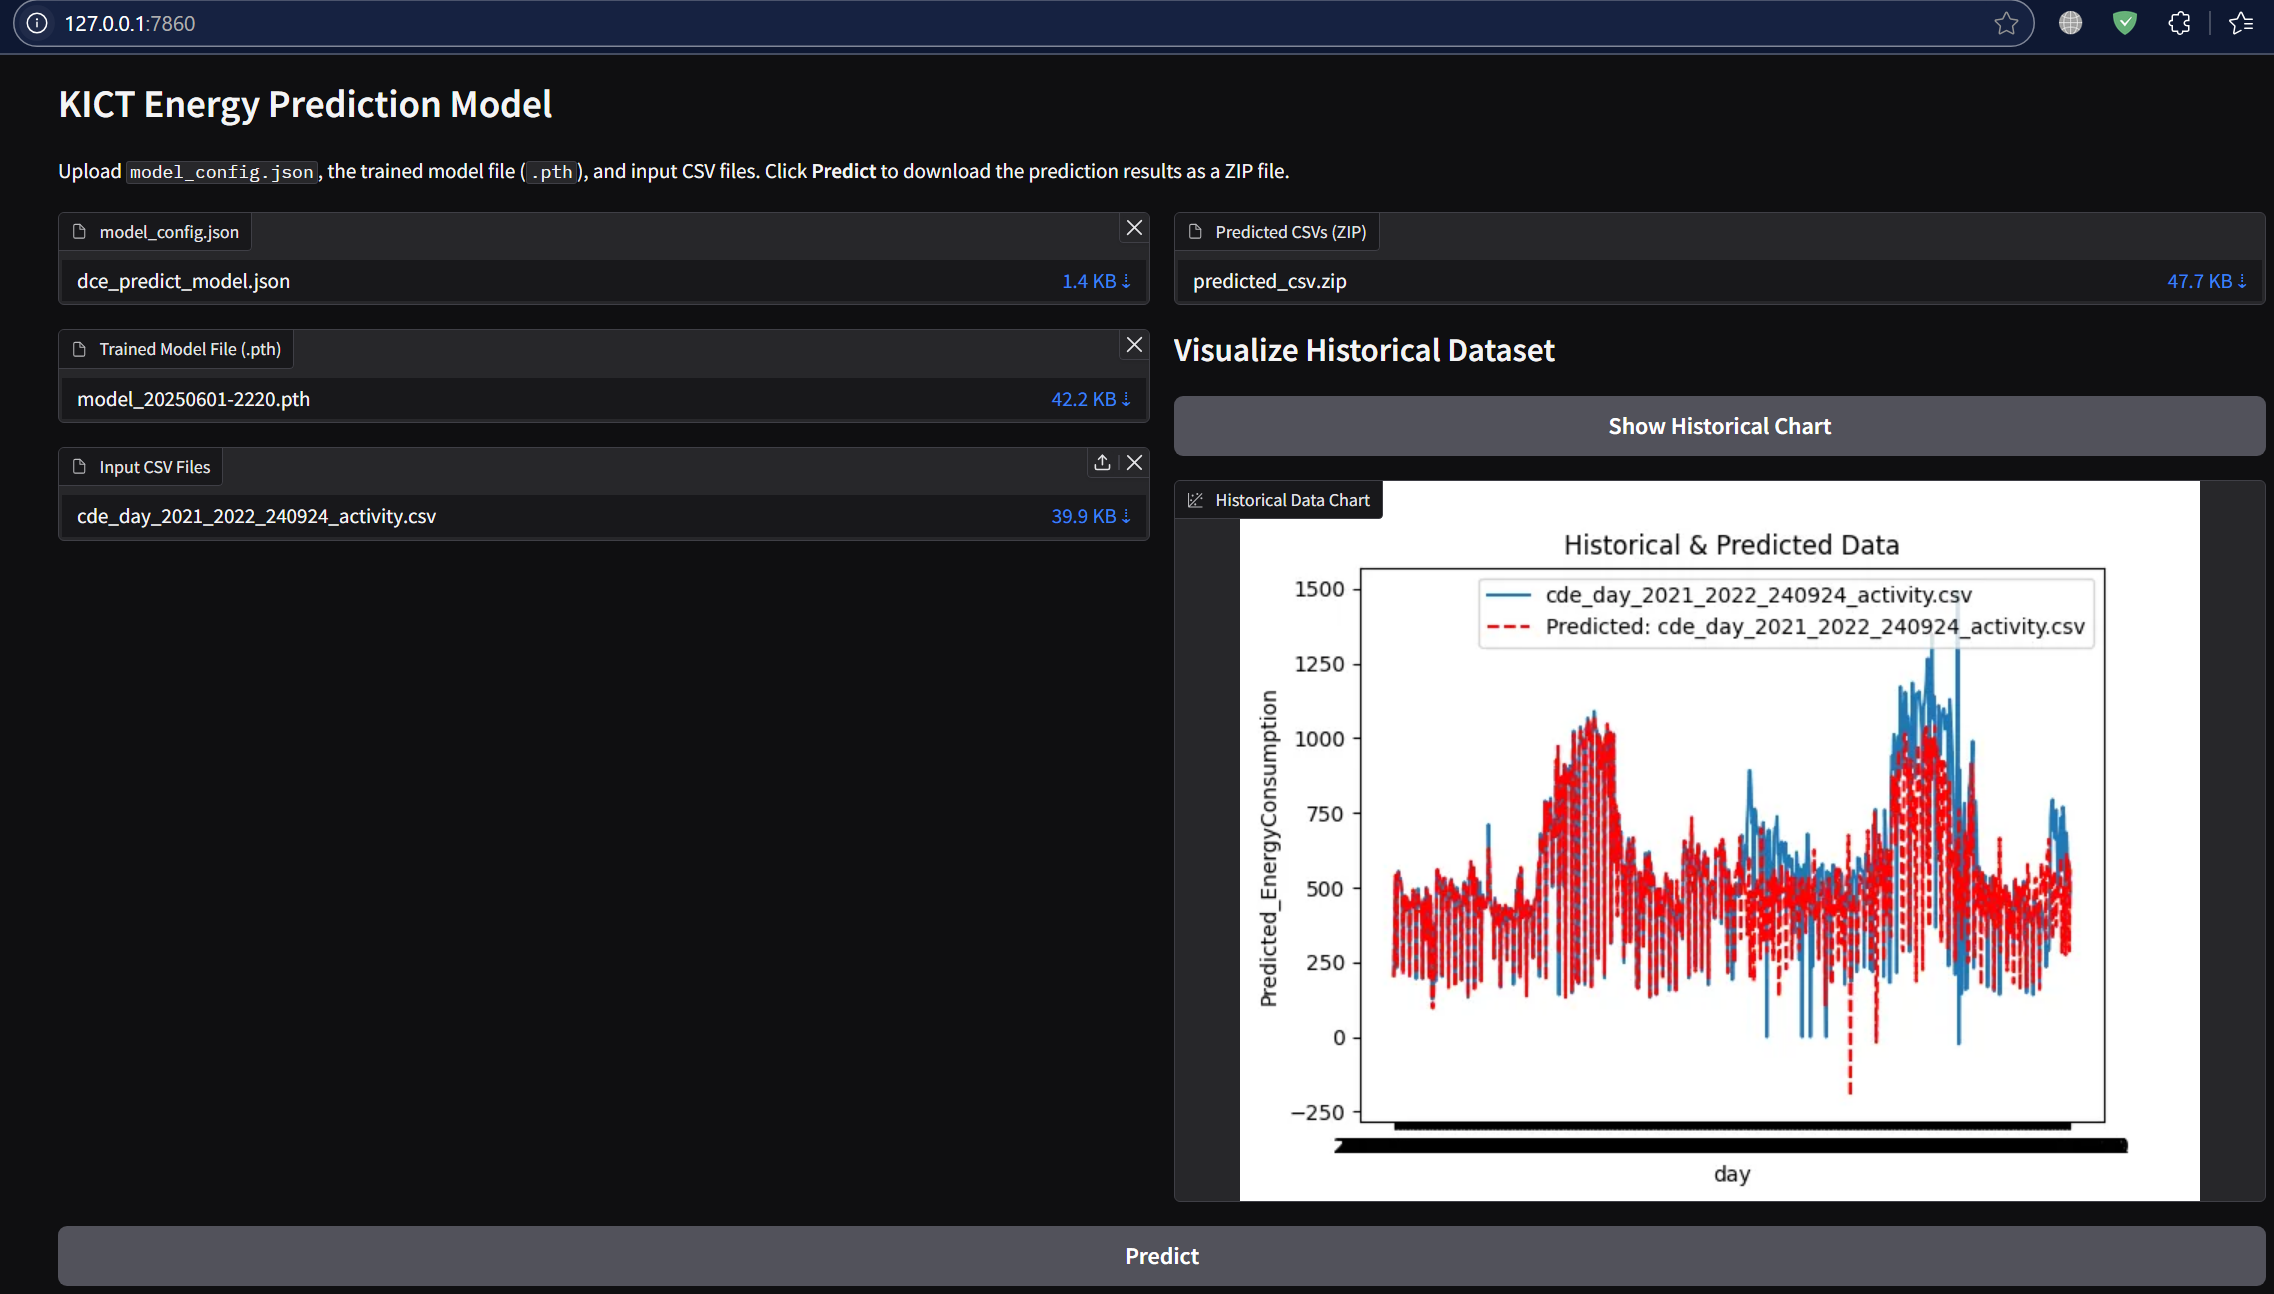 127.0.0.1:7860
KICT Energy Prediction Model
Upload model_config.json, the trained model file (.pth), and input CSV files. Click Predict to download the prediction results as a ZIP file.
model_config.json
dce_predict_model.json
1.4 KB ⇣
Trained Model File (.pth)
model_20250601-2220.pth
42.2 KB ⇣
Input CSV Files
cde_day_2021_2022_240924_activity.csv
39.9 KB ⇣
Predicted CSVs (ZIP)
predicted_csv.zip
47.7 KB ⇣
Visualize Historical Dataset
Show Historical Chart
Historical Data Chart
Historical & Predicted Data
cde_day_2021_2022_240924_activity.csv
Predicted: cde_day_2021_2022_240924_activity.csv
Predicted_EnergyConsumption
1500
1250
1000
750
500
250
0
−250
day
Predict